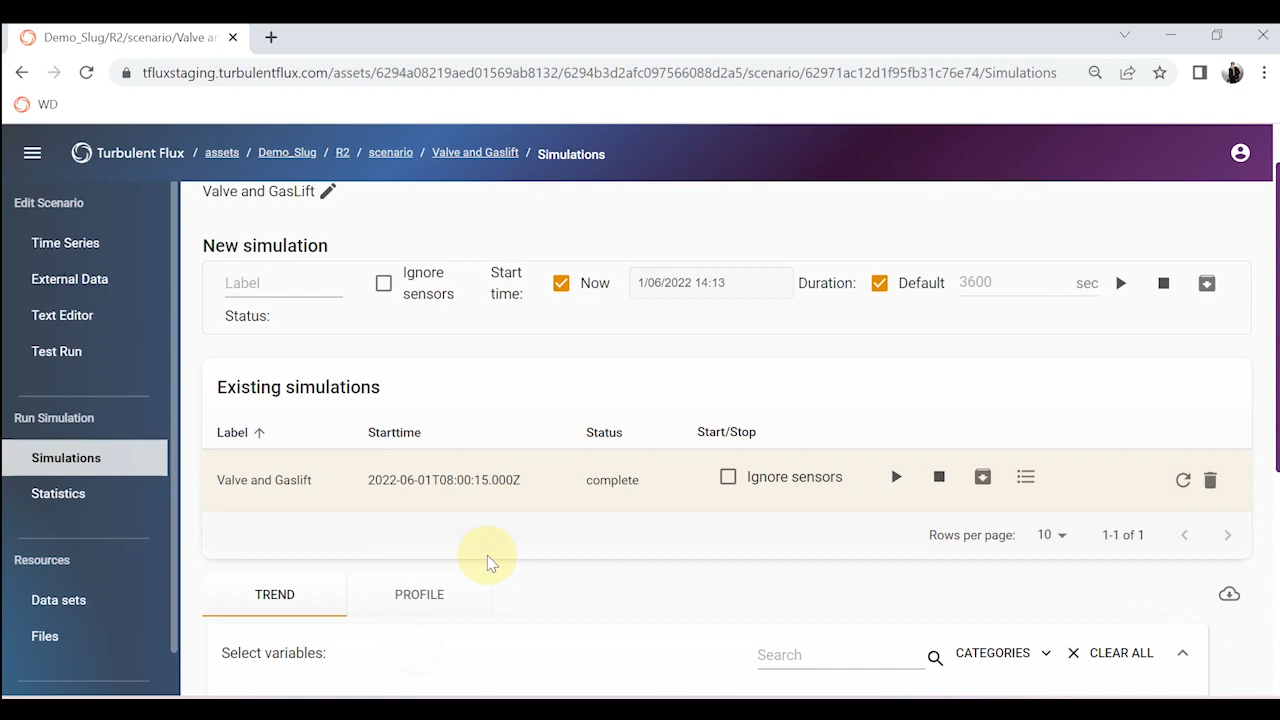 Demo_Slug/R2/scenario/Valve an
tfluxstaging.turbulentflux.com/assets/6294a08219aed01569ab8132/6294b3d2afc097566088d2a5/scenario/62971ac12d1f95fb31c76e74/Simulations
WD
Turbulent Flux / assets / Demo_Slug / R2 / scenario / Valve and Gaslift / Simulations
Edit Scenario
Time Series
External Data
Text Editor
Test Run
Run Simulation
Simulations
Statistics
Resources
Data sets
Files
Valve and GasLift
New simulation
Label
Ignore sensors
Start time:
Now
1/06/2022 14:13
Duration:
Default
3600
sec
Status:
Existing simulations
Label Starttime Status Start/Stop
Valve and Gaslift 2022-06-01T08:00:15.000Z complete Ignore sensors
Rows per page: 10 1-1 of 1
TREND PROFILE
Select variables: Search CATEGORIES CLEAR ALL